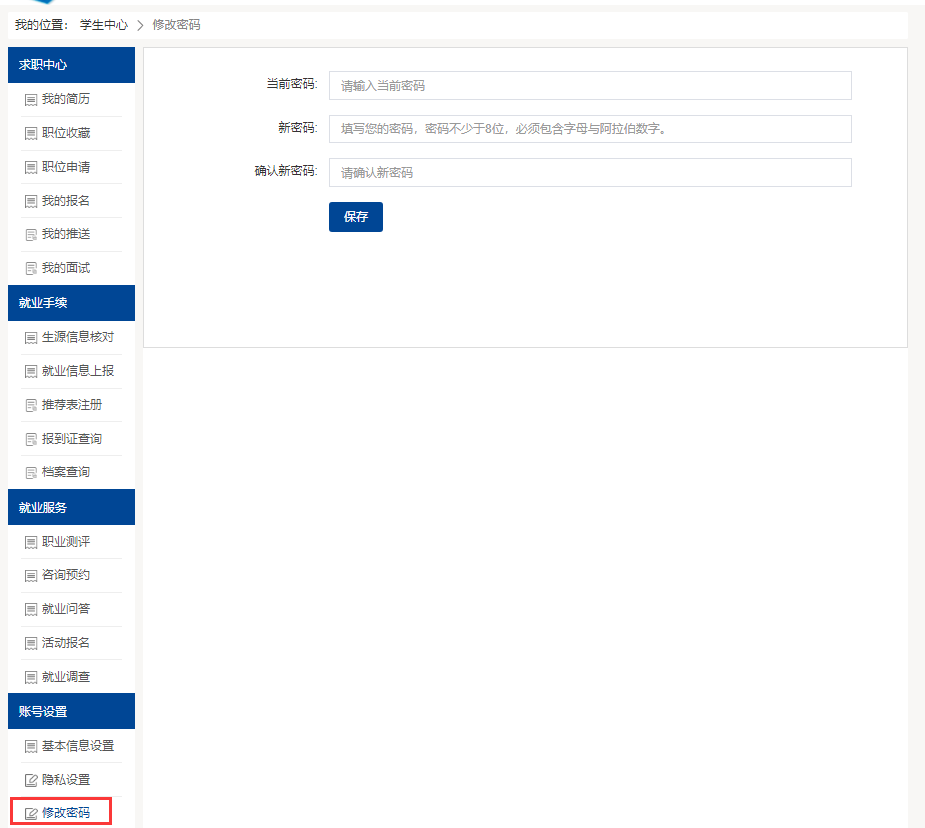 我的位置： 学生中心 > 修改密码
求职中心
我的简历
职位收藏
职位申请
我的报名
我的推送
我的面试
就业手续
生源信息核对
就业信息上报
推荐表注册
报到证查询
档案查询
就业服务
职业测评
咨询预约
就业问答
活动报名
就业调查
账号设置
基本信息设置
隐私设置
修改密码
当前密码: 请输入当前密码
新密码: 填写您的密码，密码不少于8位，必须包含字母与阿拉伯数字。
确认新密码: 请确认新密码
保存